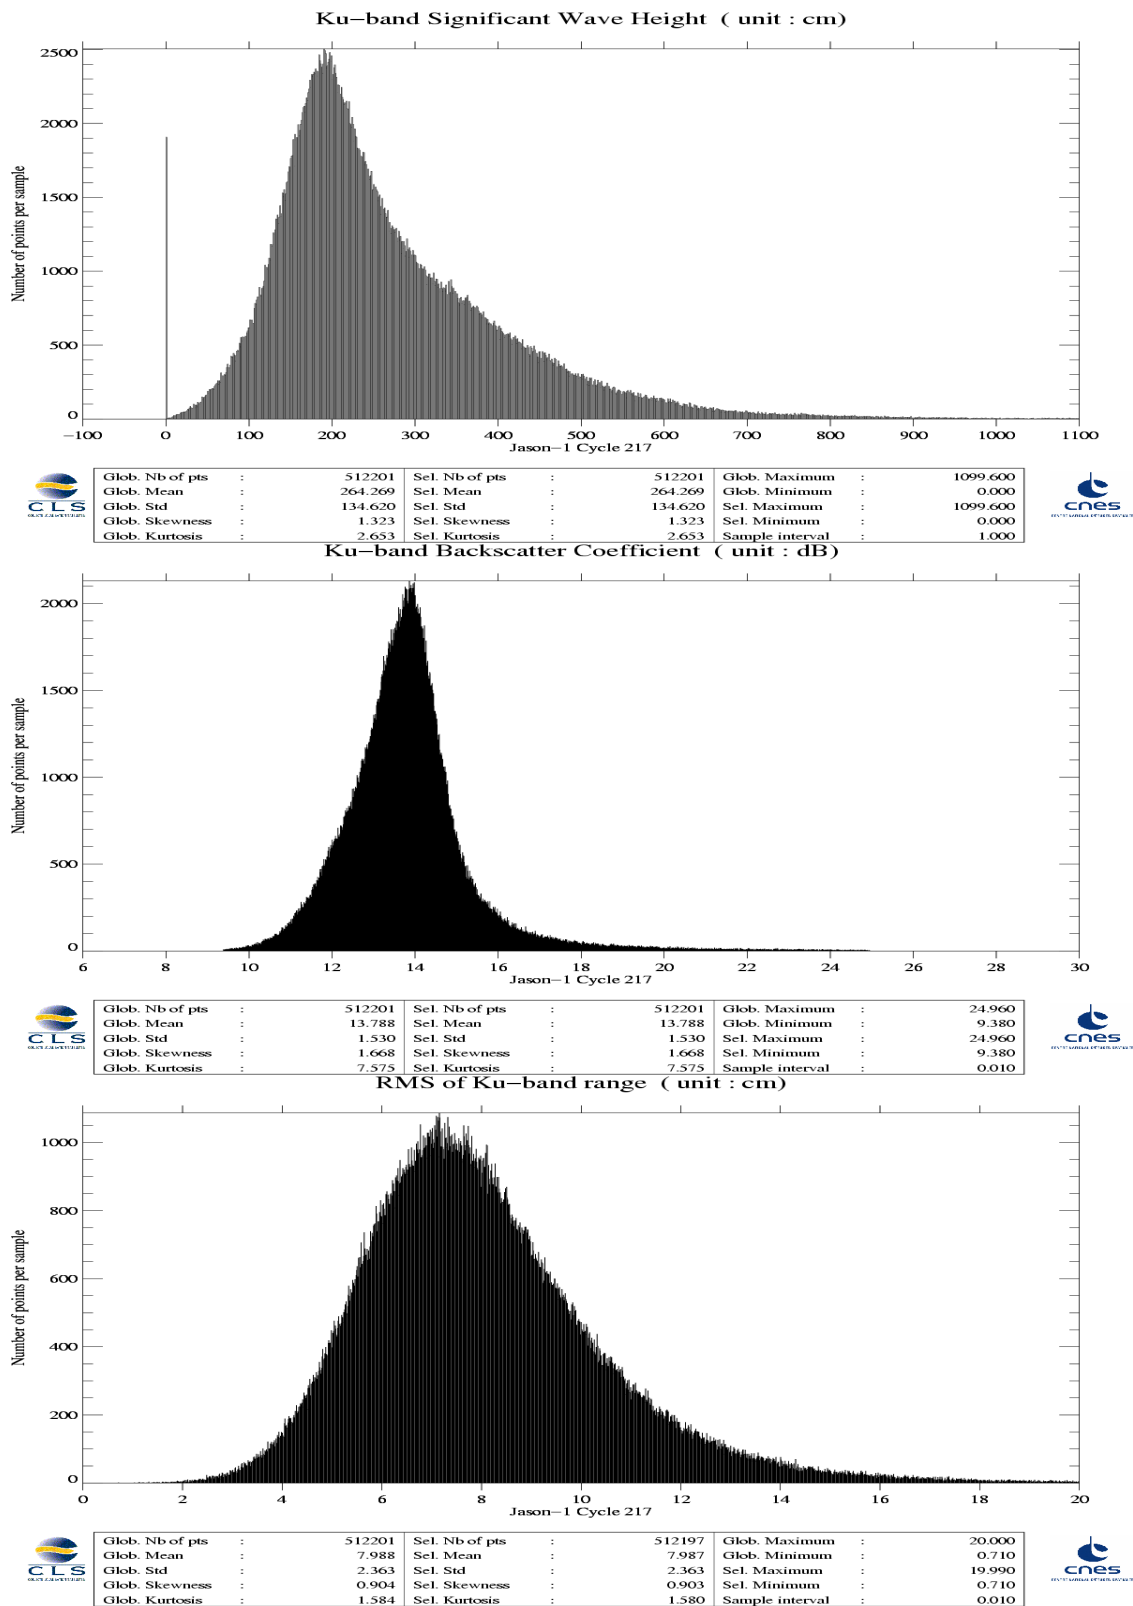 Ku-band Significant Wave Height ( unit : cm)
2500
2000
1500
1000
500
0
Number of points per sample
-100 0 100 200 300 400 500 600 700 800 900 1000 1100
Jason-1 Cycle 217
CLS
Glob. Nb of pts : 512201 Sel. Nb of pts : 512201 Glob. Maximum : 1099.600
Glob. Mean : 264.269 Sel. Mean : 264.269 Glob. Minimum : 0.000
Glob. Std : 134.620 Sel. Std : 134.620 Sel. Maximum : 1099.600
Glob. Skewness : 1.323 Sel. Skewness : 1.323 Sel. Minimum : 0.000
Glob. Kurtosis : 2.653 Sel. Kurtosis : 2.653 Sample interval : 1.000
cnes
Ku-band Backscatter Coefficient ( unit : dB)
2000
1500
1000
500
0
Number of points per sample
6 8 10 12 14 16 18 20 22 24 26 28 30
Jason-1 Cycle 217
CLS
Glob. Nb of pts : 512201 Sel. Nb of pts : 512201 Glob. Maximum : 24.960
Glob. Mean : 13.788 Sel. Mean : 13.788 Glob. Minimum : 9.380
Glob. Std : 1.530 Sel. Std : 1.530 Sel. Maximum : 24.960
Glob. Skewness : 1.668 Sel. Skewness : 1.668 Sel. Minimum : 9.380
Glob. Kurtosis : 7.575 Sel. Kurtosis : 7.575 Sample interval : 0.010
cnes
RMS of Ku-band range ( unit : cm)
1000
800
600
400
200
0
Number of points per sample
0 2 4 6 8 10 12 14 16 18 20
Jason-1 Cycle 217
CLS
Glob. Nb of pts : 512201 Sel. Nb of pts : 512197 Glob. Maximum : 20.000
Glob. Mean : 7.988 Sel. Mean : 7.987 Glob. Minimum : 0.710
Glob. Std : 2.363 Sel. Std : 2.363 Sel. Maximum : 19.990
Glob. Skewness : 0.904 Sel. Skewness : 0.903 Sel. Minimum : 0.710
Glob. Kurtosis : 1.584 Sel. Kurtosis : 1.580 Sample interval : 0.010
cnes